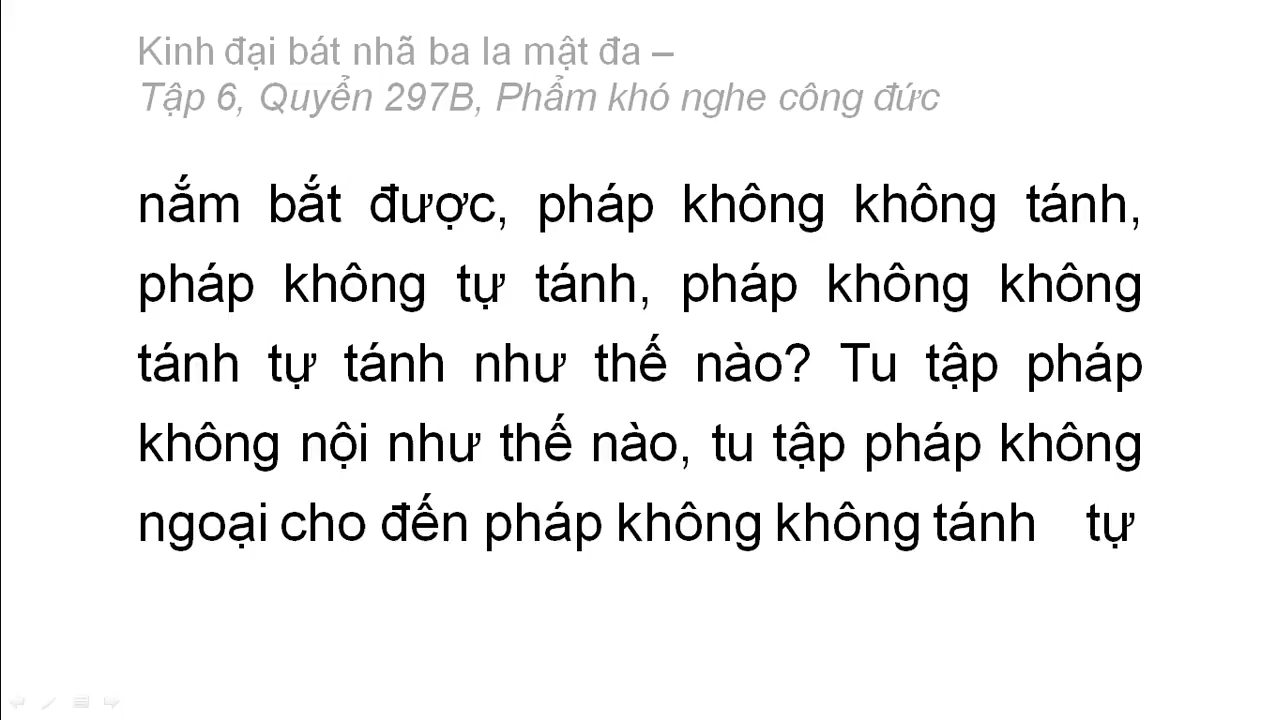 Kinh đại bát nhã ba la mật đa –
Tập 6, Quyển 297B, Phẩm khó nghe công đức
nắm bắt được, pháp không không tánh,
pháp không tự tánh, pháp không không
tánh tự tánh như thế nào? Tu tập pháp
không nội như thế nào, tu tập pháp không
ngoại cho đến pháp không không tánh tự